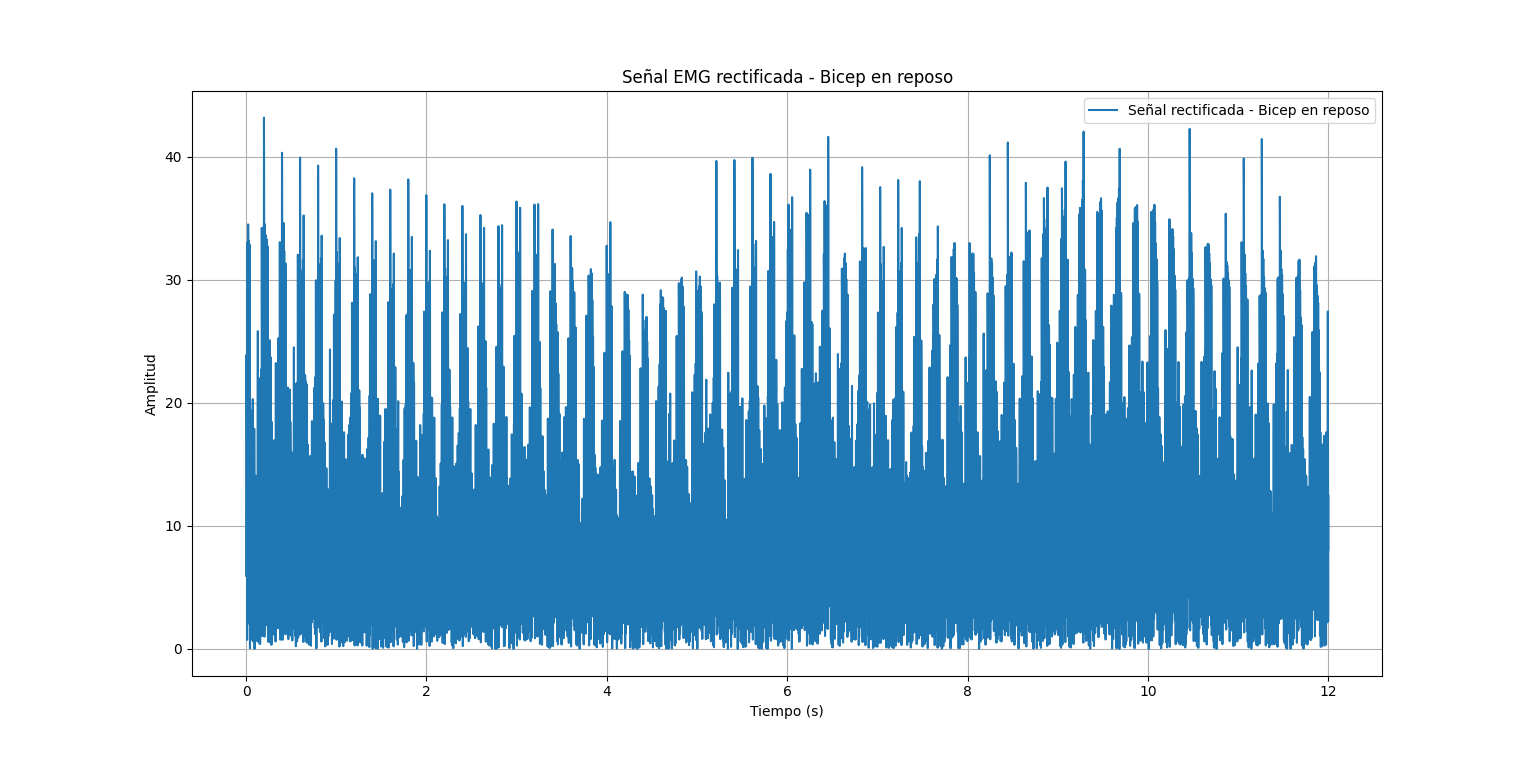 Señal EMG rectificada - Bicep en reposo
Señal rectificada - Bicep en reposo
Amplitud
40
30
20
10
0
0 2 4 6 8 10 12
Tiempo (s)